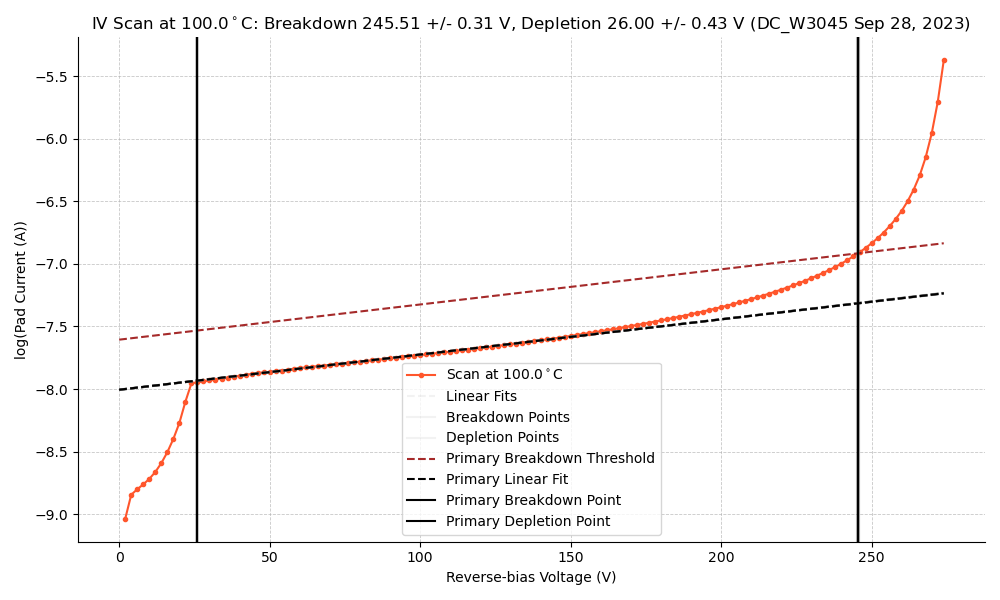 IV Scan at 100.0°C: Breakdown 245.51 +/- 0.31 V, Depletion 26.00 +/- 0.43 V (DC_W3045 Sep 28, 2023)
log(Pad Current (A))
−5.5
−6.0
−6.5
−7.0
−7.5
−8.0
−8.5
−9.0
Scan at 100.0°C
Linear Fits
Breakdown Points
Depletion Points
Primary Breakdown Threshold
Primary Linear Fit
Primary Breakdown Point
Primary Depletion Point
0
50
100
150
200
250
Reverse-bias Voltage (V)